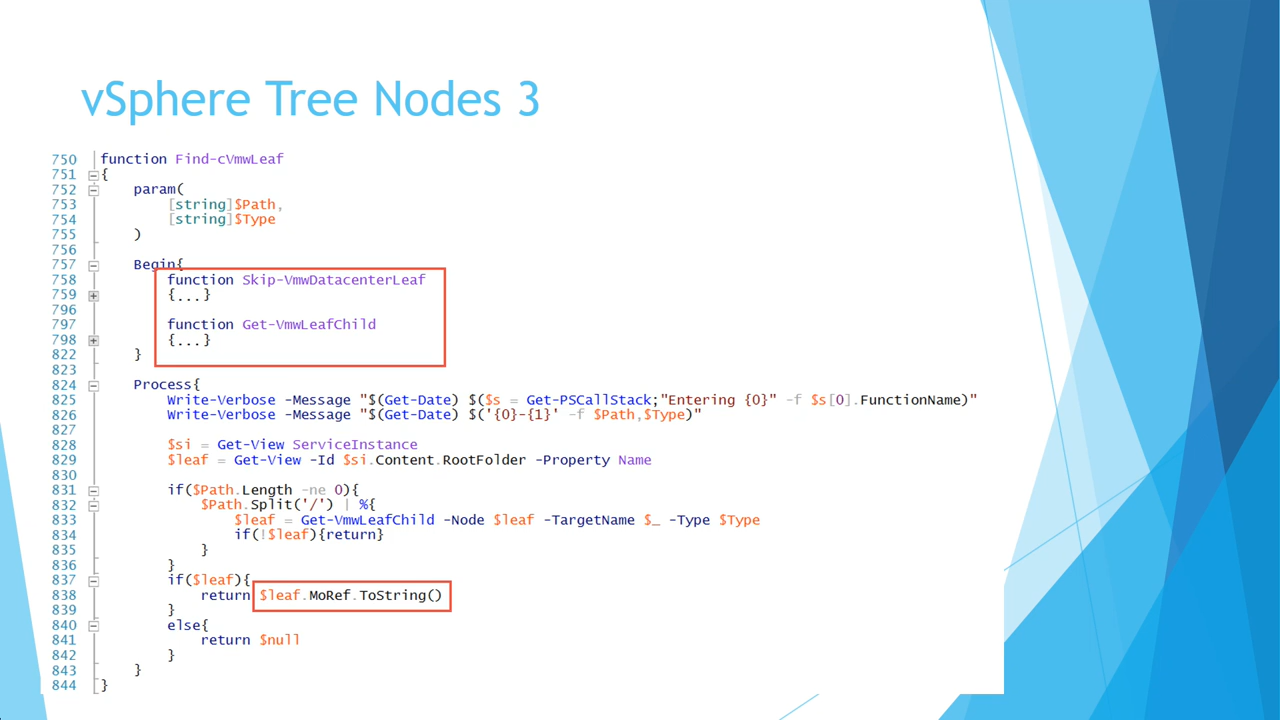 vSphere Tree Nodes 3
750 function Find-cVmwLeaf
751 {
752 param(
753 [string]$Path,
754 [string]$Type
755 )
756
757 Begin{
758 function Skip-VmwDatacenterLeaf
759 {...}
796
797 function Get-VmwLeafChild
798 {...}
822 }
823
824 Process{
825 Write-Verbose -Message "$(Get-Date) $($s = Get-PSCallStack;"Entering {0}" -f $s[0].FunctionName)"
826 Write-Verbose -Message "$(Get-Date) $('{0}-{1}' -f $Path,$Type)"
827
828 $si = Get-View ServiceInstance
829 $leaf = Get-View -Id $si.Content.RootFolder -Property Name
830
831 if($Path.Length -ne 0){
832 $Path.Split('/') | %{
833 $leaf = Get-VmwLeafChild -Node $leaf -TargetName $_ -Type $Type
834 if(!$leaf){return}
835 }
836 }
837 if($leaf){
838 return $leaf.MoRef.ToString()
839 }
840 else{
841 return $null
842 }
843 }
844 }